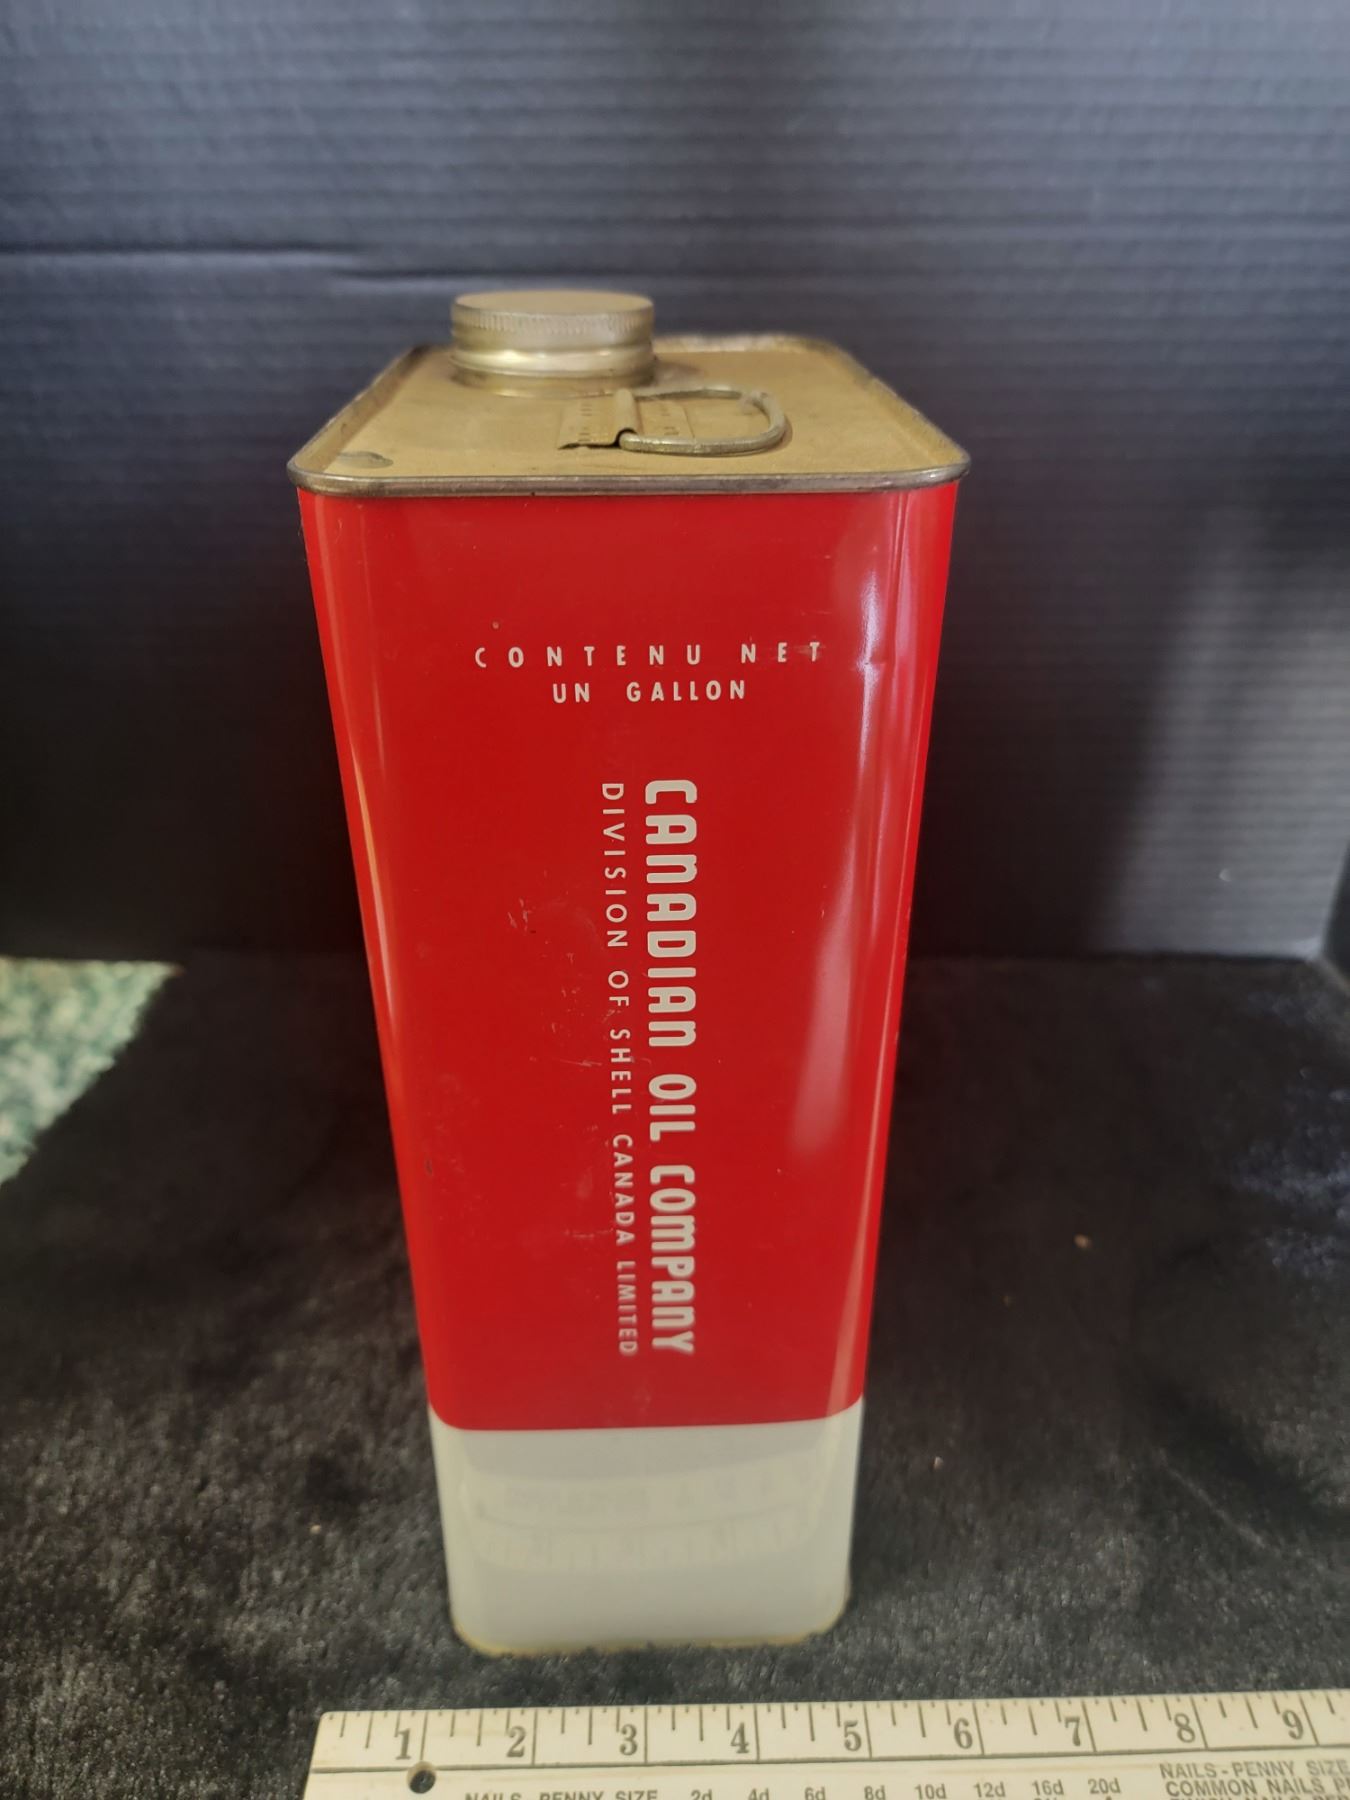 CONTENU NET
UN GALLON
CANADIAN OIL COMPANY
DIVISION OF SHELL CANADA LIMITED
1 2 3 4 5 6 7 8 9
NAILS-PENNY SIZE
NAILS-PENNY SIZE 2d 4d 6d 8d 10d 12d 16d 20d
COMMON NAILS